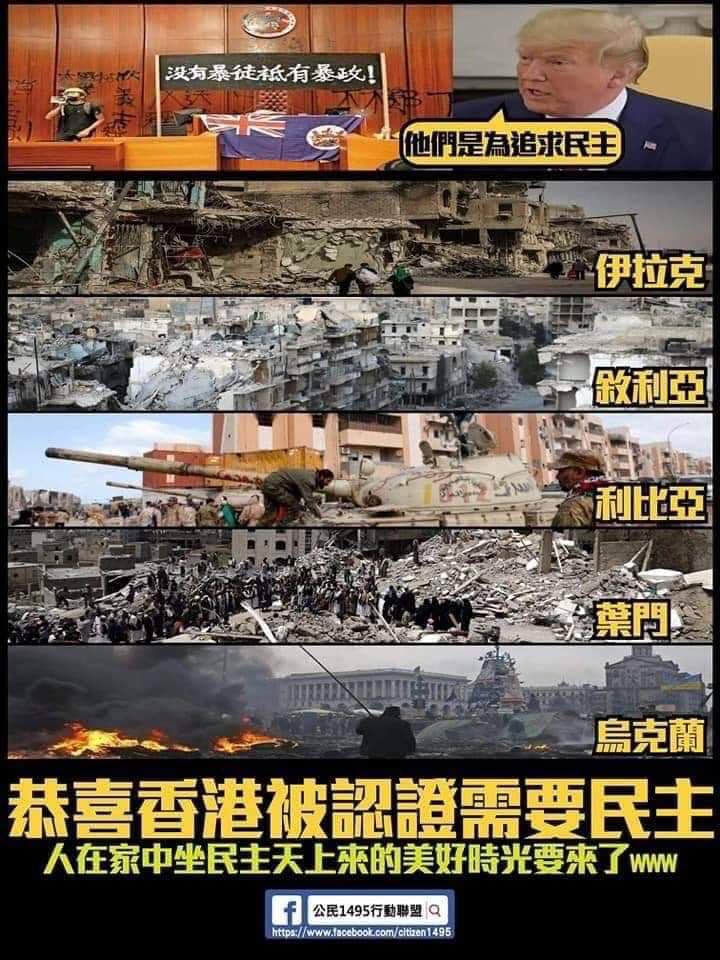 沒有暴徒祗有暴政！
他們是為追求民主
伊拉克
敘利亞
利比亞
葉門
烏克蘭
恭喜香港被認證需要民主
人在家中坐民主天上來的美好時光要來了www
f 公民1495行動聯盟
https://www.facebook.com/citizen1495